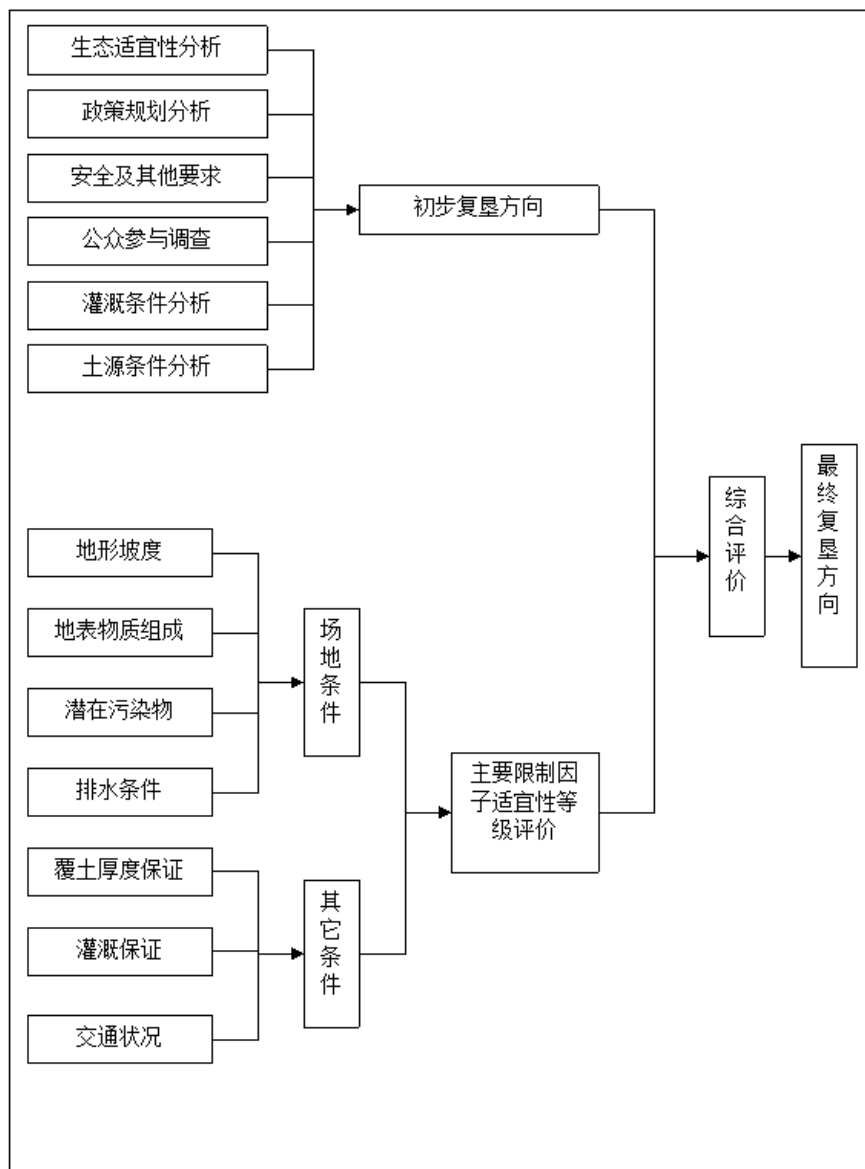 生态适宜性分析
政策规划分析
安全及其他要求
公众参与调查
灌溉条件分析
土源条件分析
初步复垦方向
地形坡度
地表物质组成
潜在污染物
排水条件
场地条件
覆土厚度保证
灌溉保证
交通状况
其它条件
主要限制因
子适宜性等
级评价
综合评价
最终复垦方向